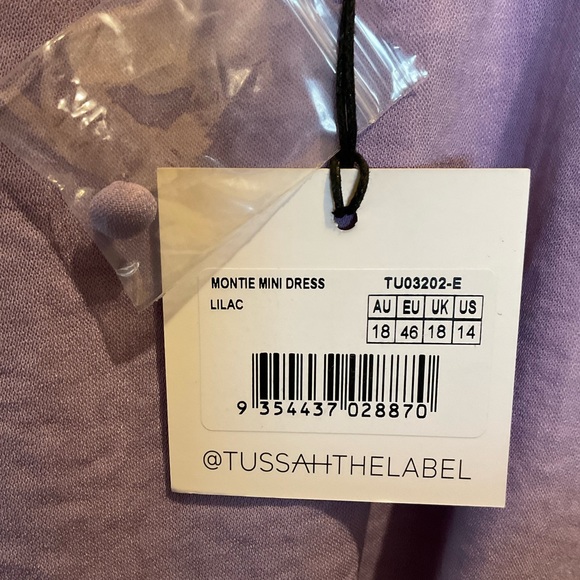 MONTIE MINI DRESS TU03202-E
LILAC
AU EU UK US
18 46 18 14
9 354437 028870
@TUSSAHTHELABEL